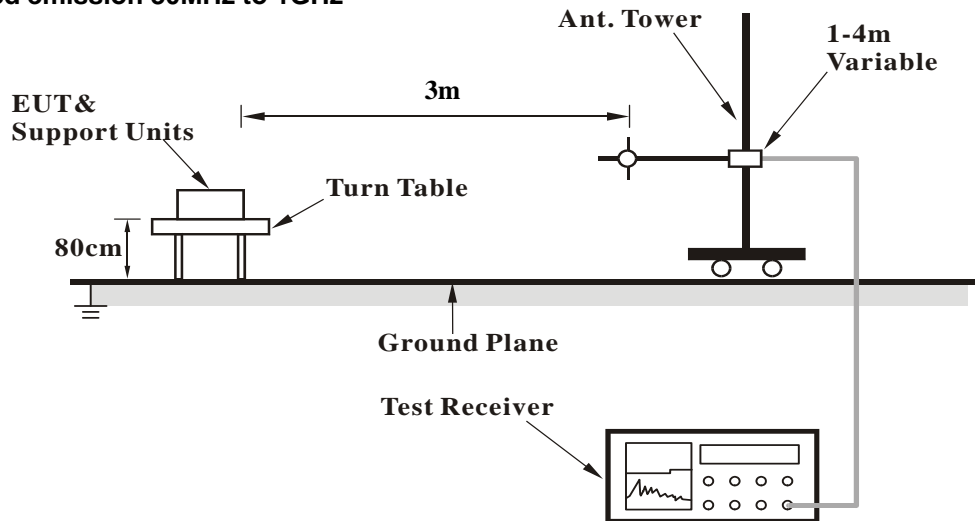 Ant. Tower
1-4m
Variable
3m
EUT&
Support Units
Turn Table
80cm
Ground Plane
Test Receiver